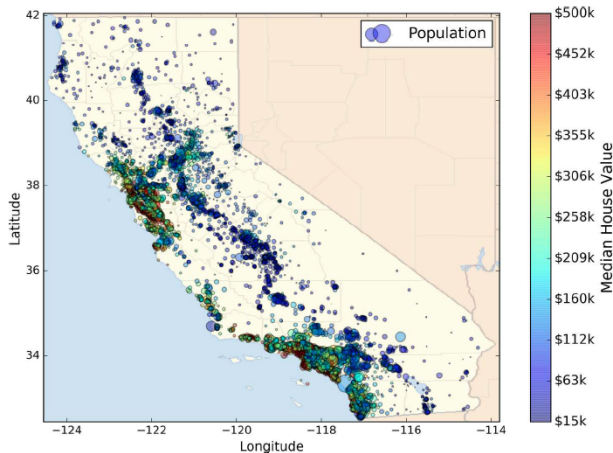 42
40
38
36
34
Latitude
−124
−122
−120
−118
−116
−114
Longitude
Population
$500k
$452k
$403k
$355k
$306k
$258k
$209k
$160k
$112k
$63k
$15k
Median House Value